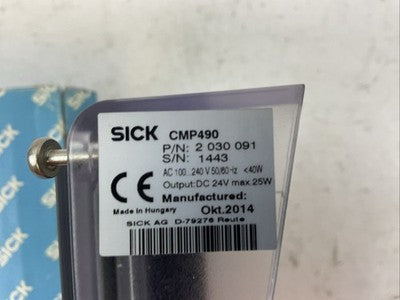 SICK CMP490
P/N: 2 030 091
S/N: 1443
AC 100...240 V 50/60 Hz <40W
Output: DC 24V max.25W
CE
Manufactured:
Made in Hungary
Okt.2014
SICK AG D-79276 Reute
SICK
SICK